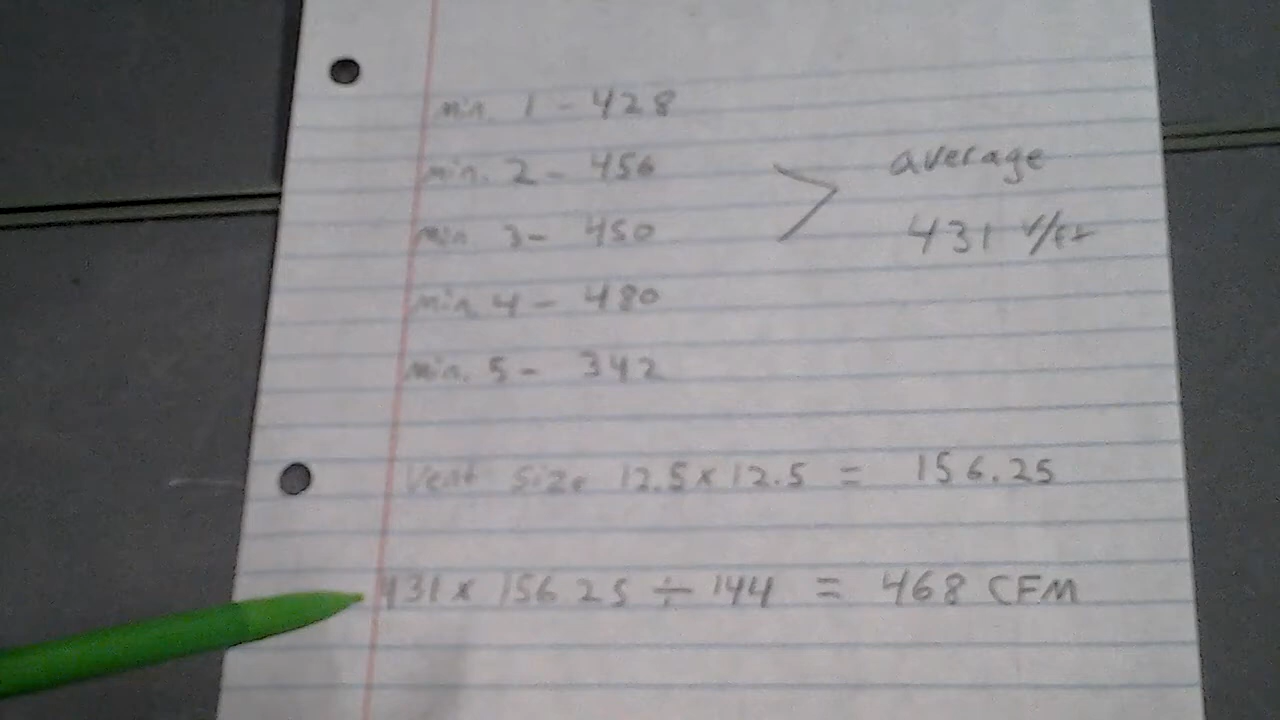 min. 1 - 428
min. 2 - 456
average
min 3 - 450
431 v/ft
min 4 - 480
min. 5 - 342
Vent Size 12.5 x 12.5 = 156.25
431 x 156.25 ÷ 144 = 468 CFM